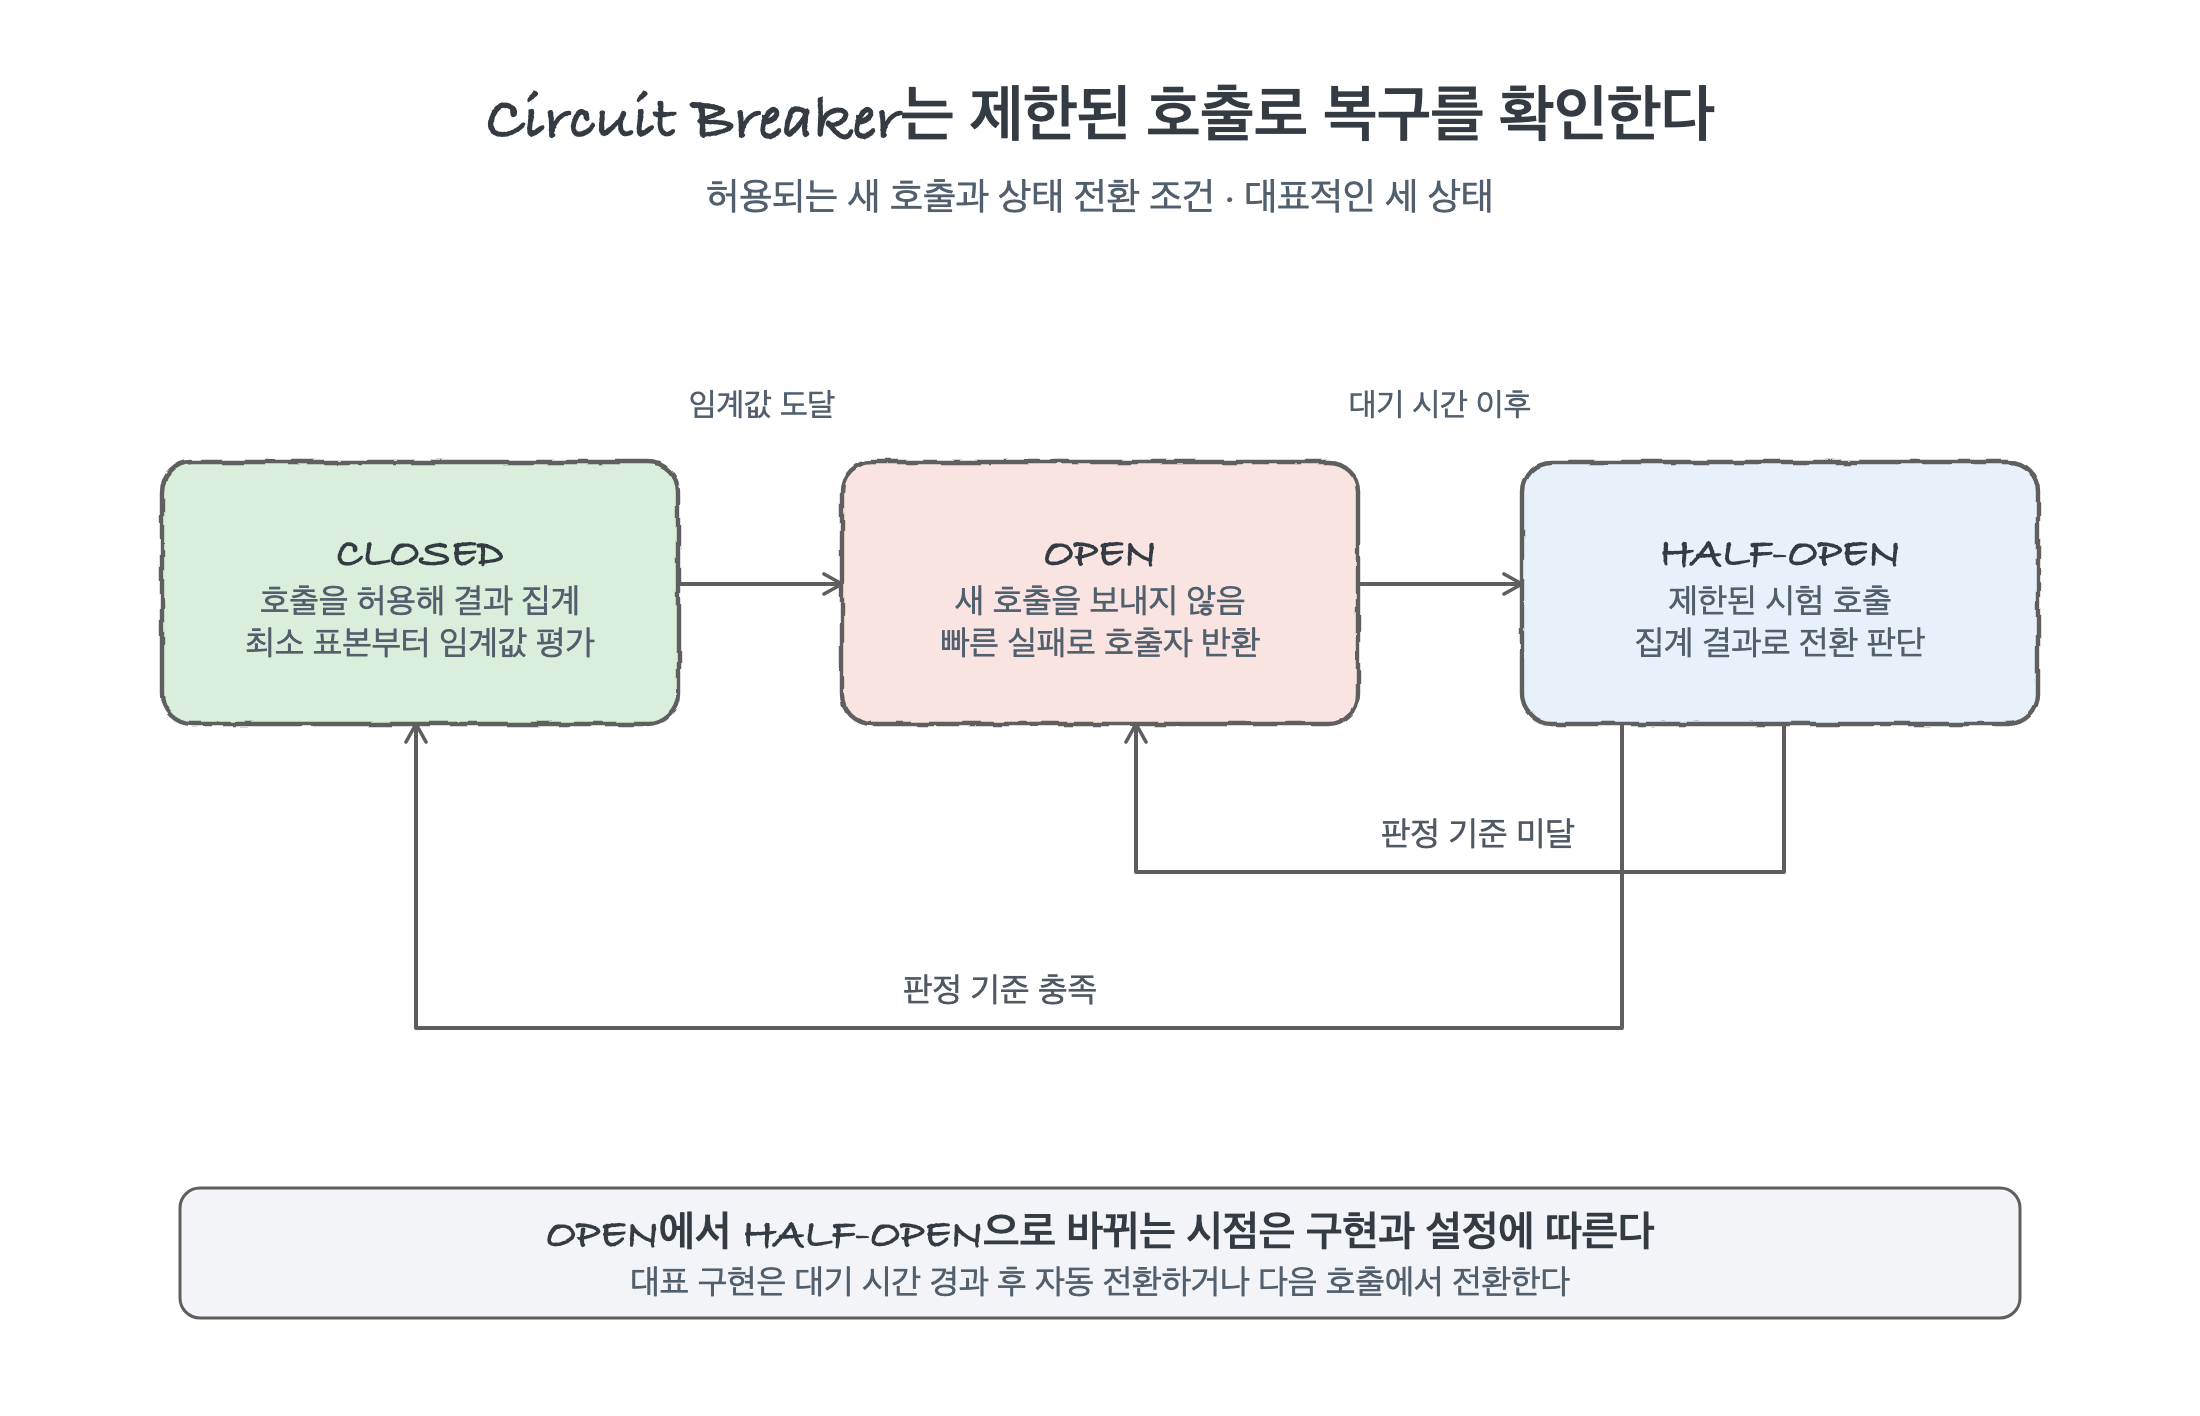 Circuit Breaker는 제한된 호출로 복구를 확인한다
허용되는 새 호출과 상태 전환 조건 · 대표적인 세 상태
임계값 도달
대기 시간 이후
CLOSED
호출을 허용해 결과 집계
최소 표본부터 임계값 평가
OPEN
새 호출을 보내지 않음
빠른 실패로 호출자 반환
HALF-OPEN
제한된 시험 호출
집계 결과로 전환 판단
판정 기준 미달
판정 기준 충족
OPEN에서 HALF-OPEN으로 바뀌는 시점은 구현과 설정에 따른다
대표 구현은 대기 시간 경과 후 자동 전환하거나 다음 호출에서 전환한다